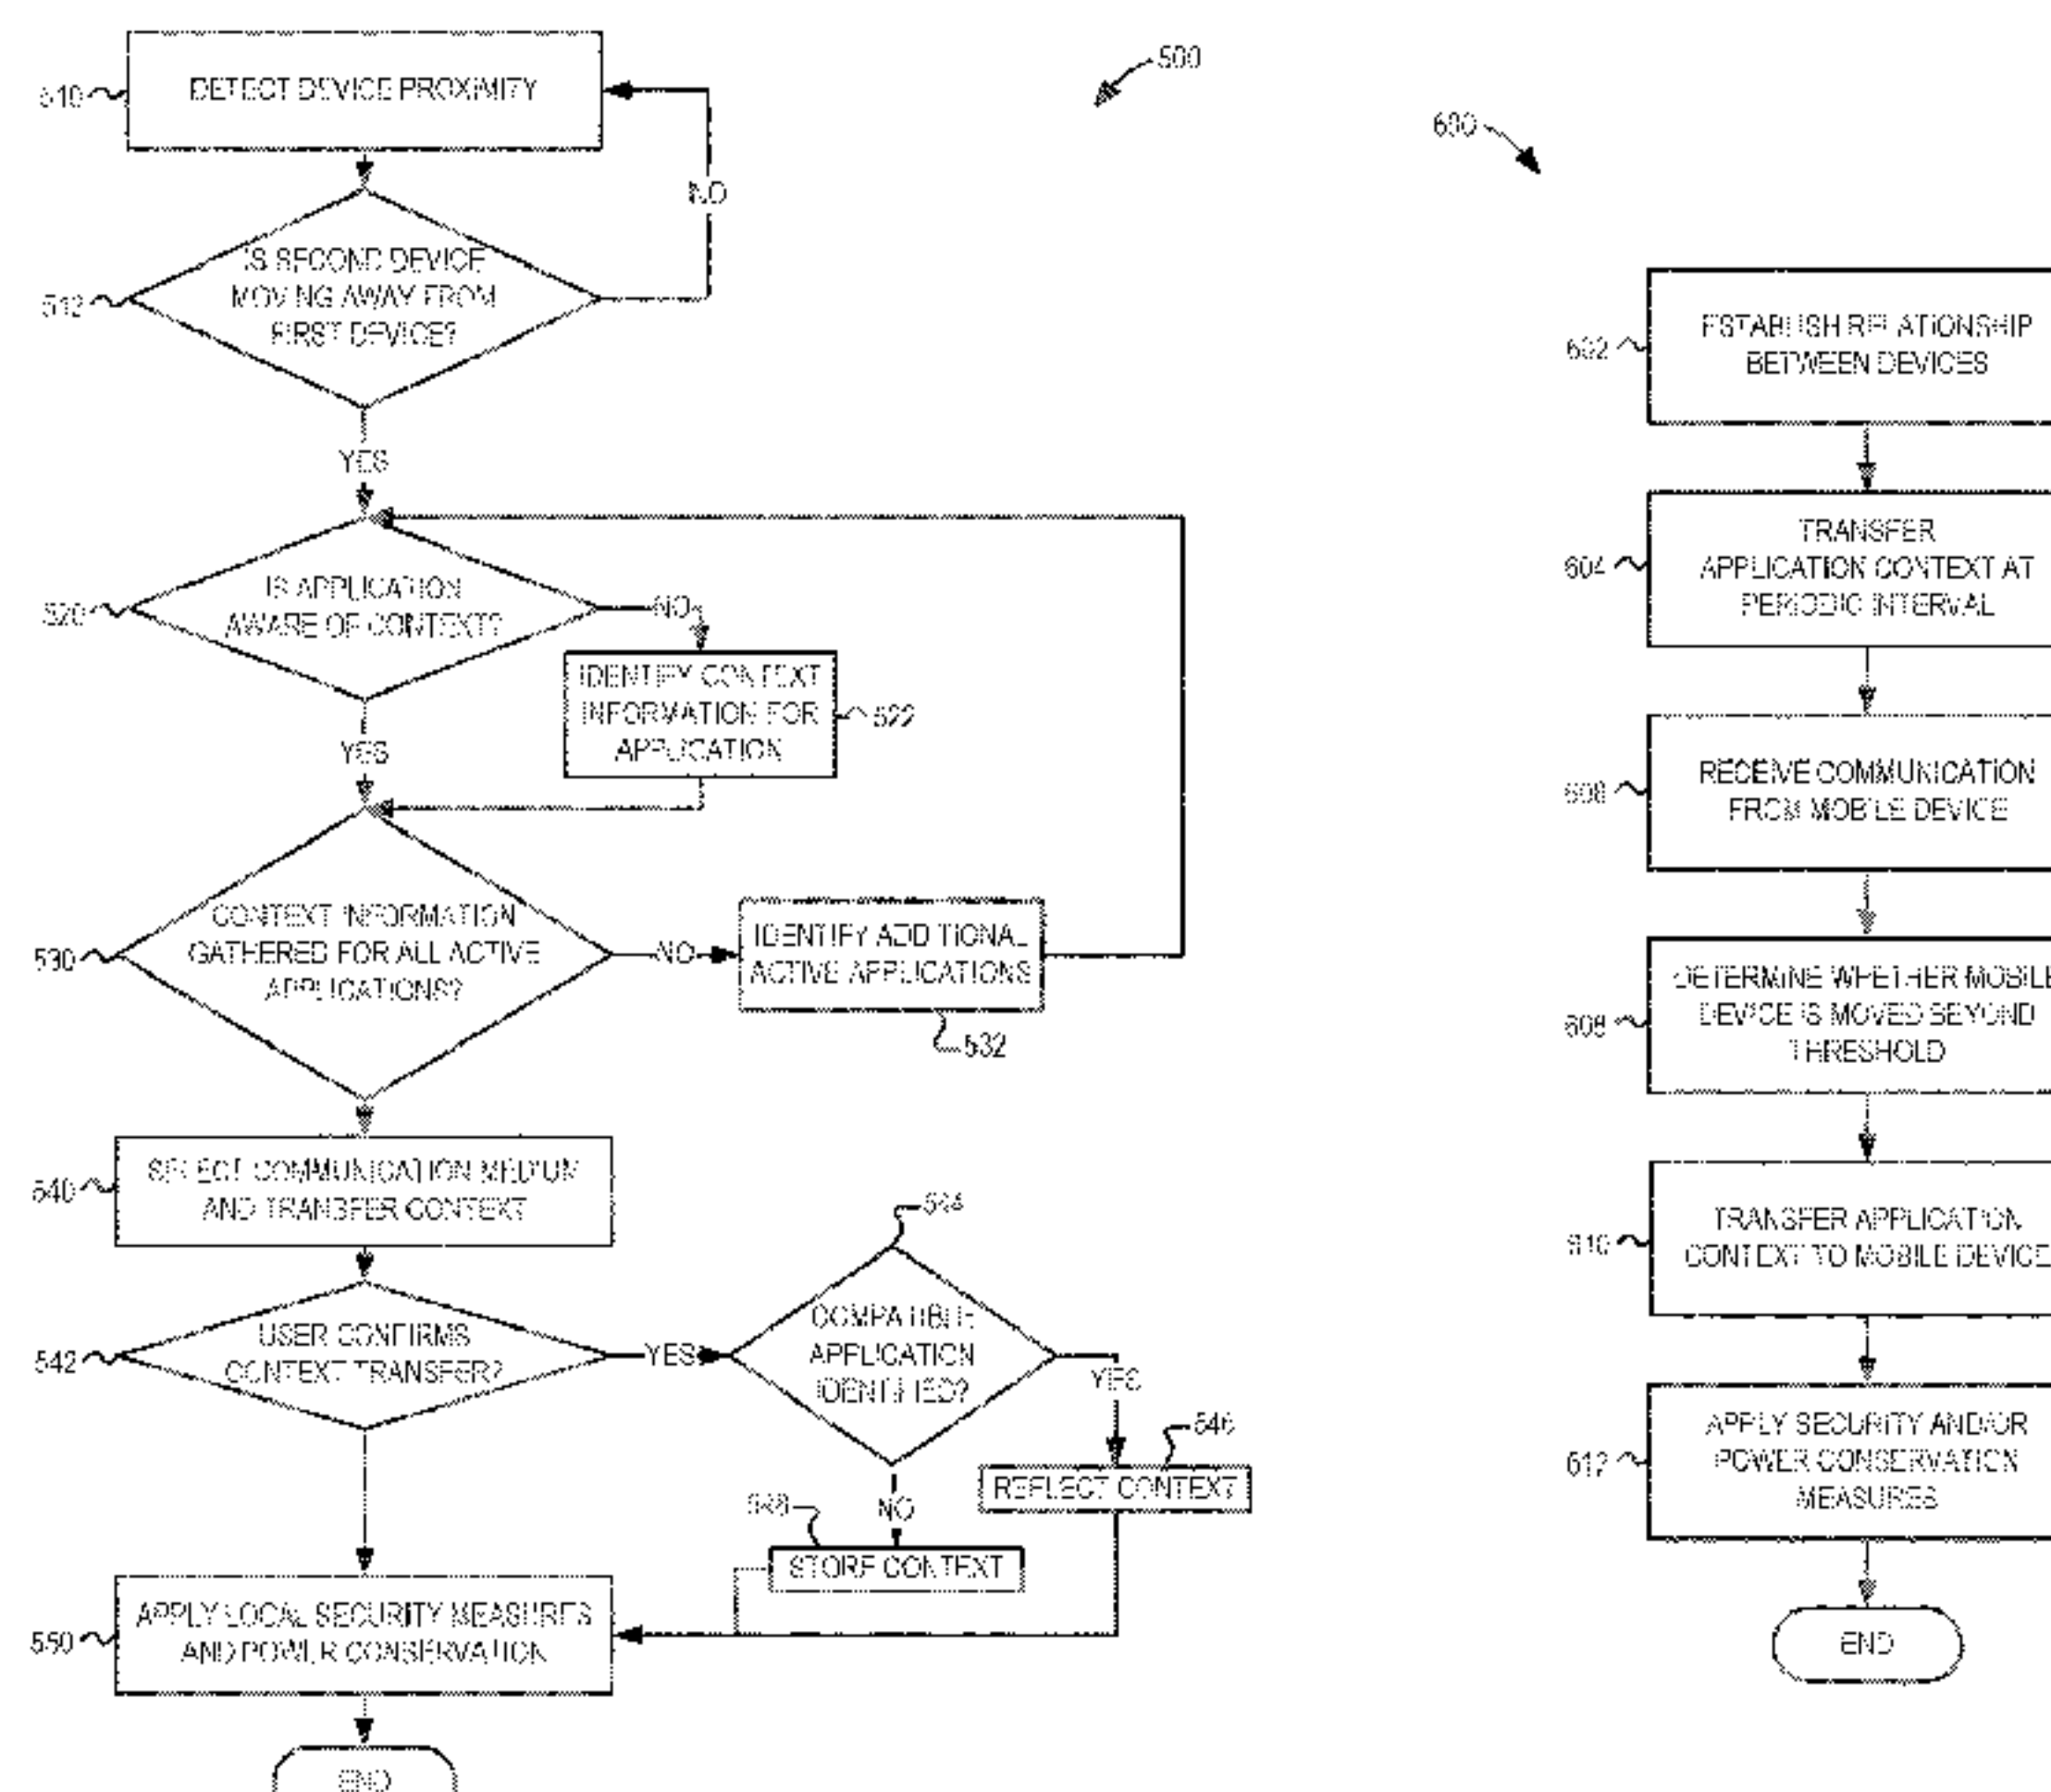 500
510
DETECT DEVICE PROXIMITY
NO
512
IS SECOND DEVICE
MOVING AWAY FROM
FIRST DEVICE?
YES
520
IS APPLICATION
AWARE OF CONTEXT?
NO
IDENTIFY CONTEXT
INFORMATION FOR
APPLICATION
522
YES
530
CONTEXT INFORMATION
GATHERED FOR ALL ACTIVE
APPLICATIONS?
NO
IDENTIFY ADDITIONAL
ACTIVE APPLICATIONS
532
540
SELECT COMMUNICATION MEDIUM
AND TRANSFER CONTEXT
542
USER CONFIRMS
CONTEXT TRANSFER?
YES
544
COMPATIBLE
APPLICATION
IDENTIFIED?
YES
546
REFLECT CONTEXT
NO
548
STORE CONTEXT
550
APPLY LOCAL SECURITY MEASURES
AND POWER CONSERVATION
END
600
602
ESTABLISH RELATIONSHIP
BETWEEN DEVICES
604
TRANSFER
APPLICATION CONTEXT AT
PERIODIC INTERVAL
RECEIVE COMMUNICATION
FROM MOBILE DEVICE
608
DETERMINE WHETHER MOBILE
DEVICE IS MOVED BEYOND
THRESHOLD
610
TRANSFER APPLICATION
CONTEXT TO MOBILE DEVICE
612
APPLY SECURITY AND/OR
POWER CONSERVATION
MEASURES
END